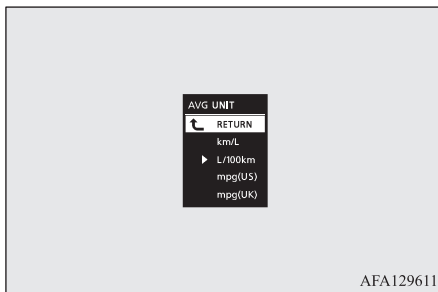 AVG UNIT
RETURN
km/L
L/100km
mpg(US)
mpg(UK)
AFA129611